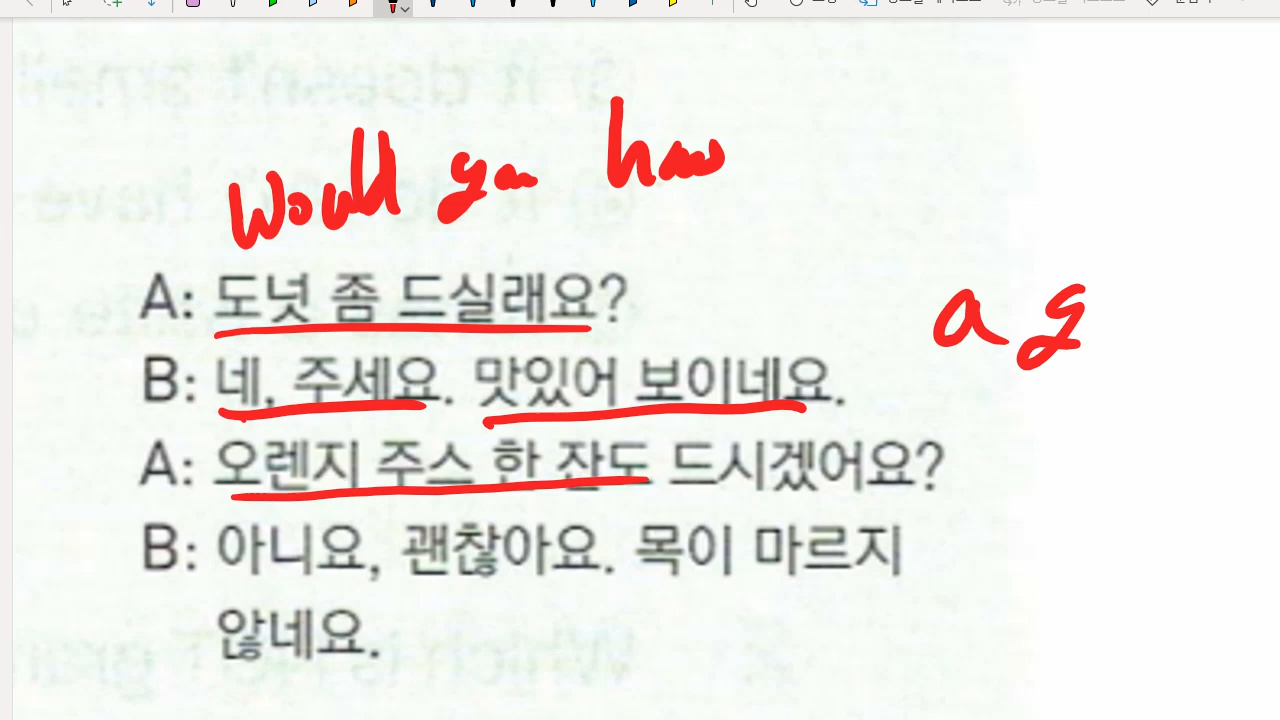 Would you
A: 도넛 좀 드실래요?
a g
B: 네, 주세요. 맛있어 보이네요.
A: 오렌지 주스 한 잔도 드시겠어요?
B: 아니요, 괜찮아요. 목이 마르지
않네요.